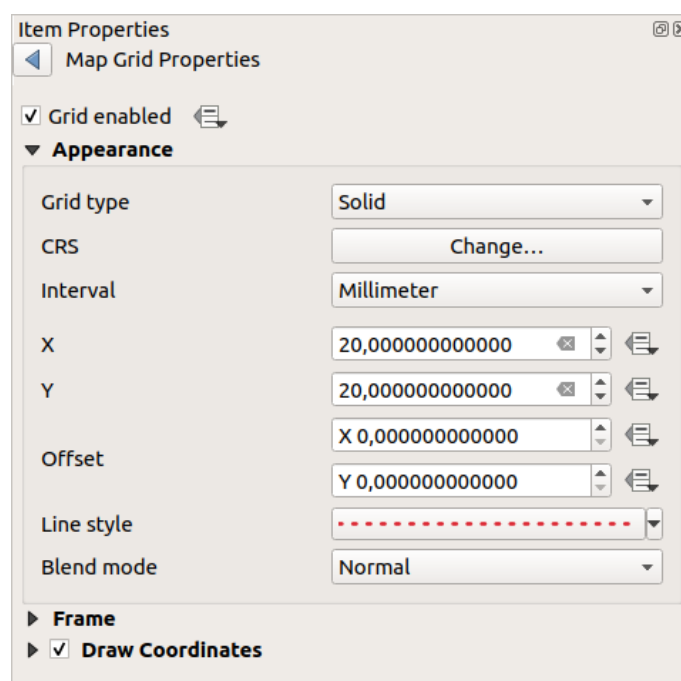 Item Properties
Map Grid Properties
Grid enabled
Appearance
Grid type Solid
CRS Change...
Interval Millimeter
X 20,000000000000
Y 20,000000000000
Offset X 0,000000000000
Y 0,000000000000
Line style
Blend mode Normal
Frame
Draw Coordinates